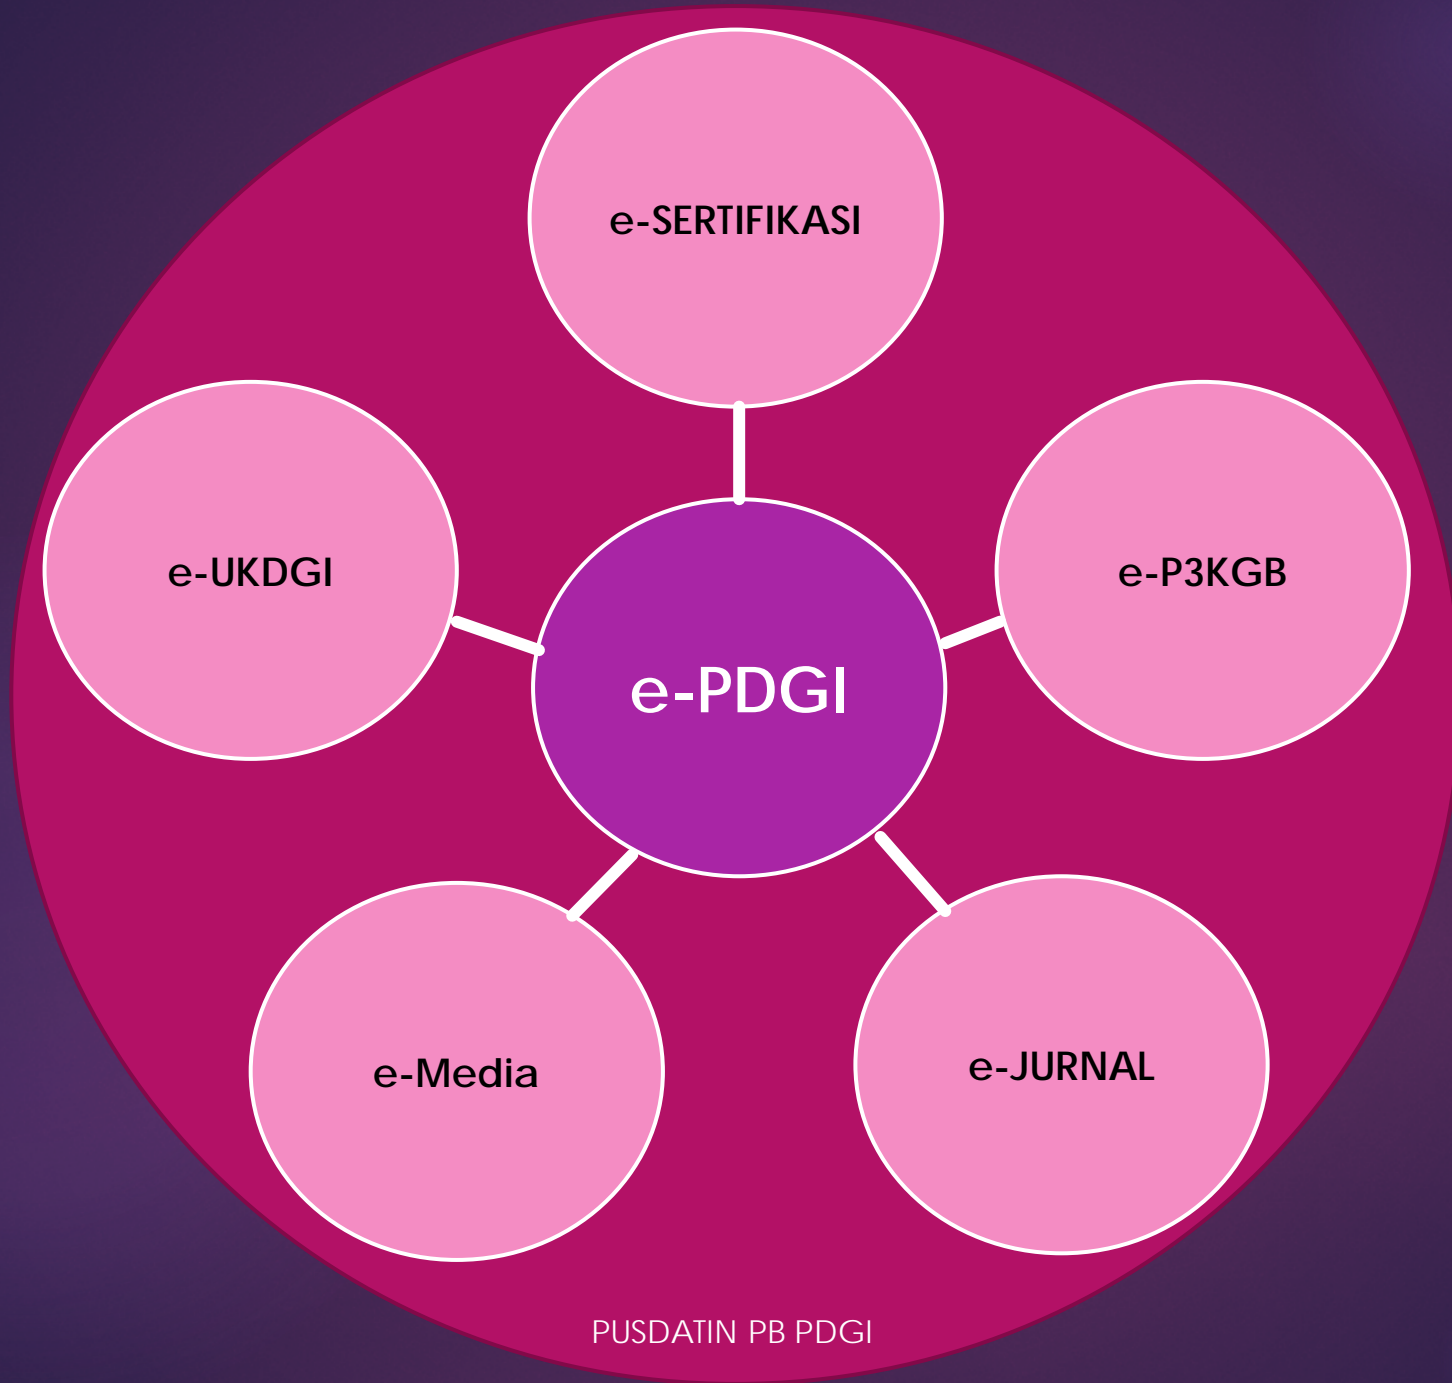 e-SERTIFIKASI
e-UKDGI
e-P3KGB
e-PDGI
e-Media
e-JURNAL
PUSDATIN PB PDGI